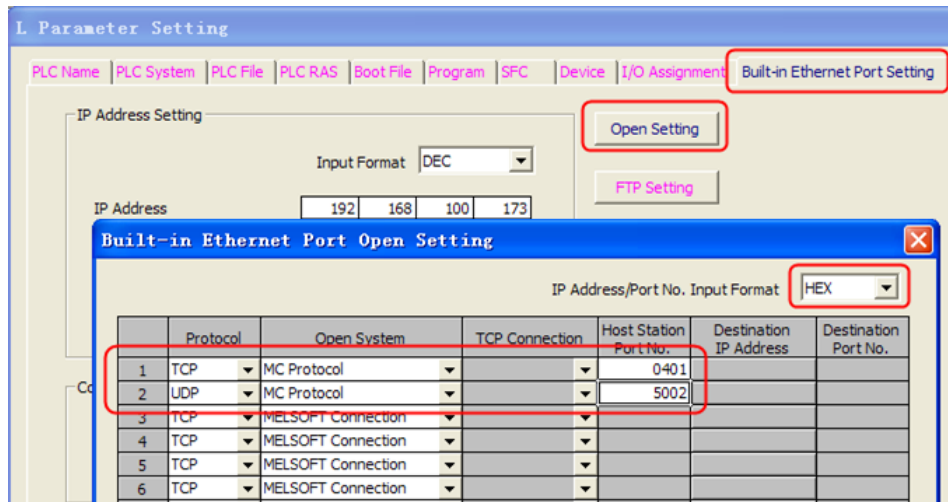 L Parameter Setting
PLC Name PLC System PLC File PLC RAS Boot File Program SFC Device I/O Assignment Built-in Ethernet Port Setting
IP Address Setting
Open Setting
Input Format DEC
FTP Setting
IP Address 192 168 100 173
Built-in Ethernet Port Open Setting
IP Address/Port No. Input Format HEX
Protocol Open System TCP Connection Host Station Port No. Destination IP Address Destination Port No.
1 TCP MC Protocol 0401
2 UDP MC Protocol 5002
3 TCP MELSOFT Connection
4 TCP MELSOFT Connection
5 TCP MELSOFT Connection
6 TCP MELSOFT Connection